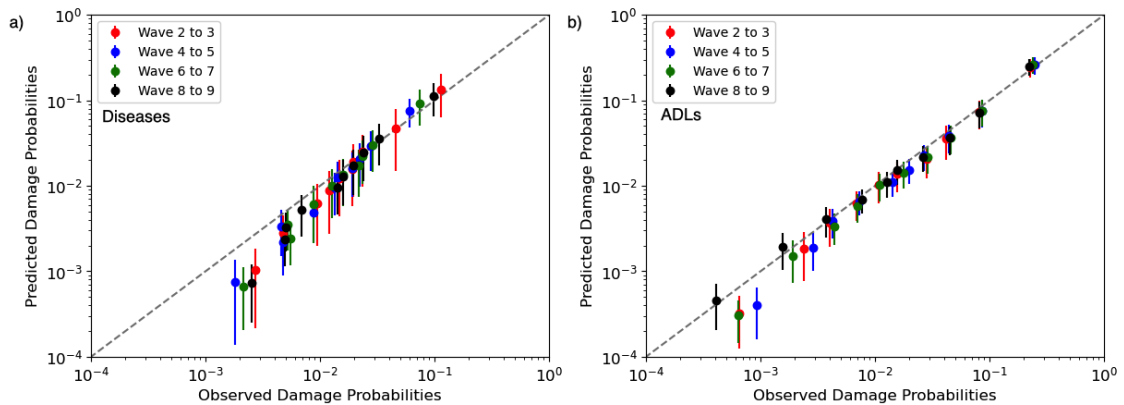 a)
Predicted Damage Probabilities
10^0
10^-1
10^-2
10^-3
10^-4
Wave 2 to 3
Wave 4 to 5
Wave 6 to 7
Wave 8 to 9
Diseases
10^-4 10^-3 10^-2 10^-1 10^0
Observed Damage Probabilities
b)
Predicted Damage Probabilities
10^0
10^-1
10^-2
10^-3
10^-4
Wave 2 to 3
Wave 4 to 5
Wave 6 to 7
Wave 8 to 9
ADLs
10^-4 10^-3 10^-2 10^-1 10^0
Observed Damage Probabilities